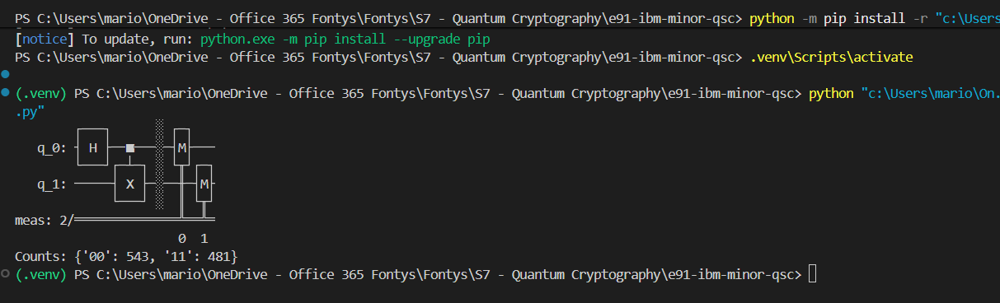 PS C:\Users\mario\OneDrive - Office 365 Fontys\Fontys\S7 - Quantum Cryptography\e91-ibm-minor-qsc> python -m pip install -r "c:\Users
[notice] To update, run: python.exe -m pip install --upgrade pip
PS C:\Users\mario\OneDrive - Office 365 Fontys\Fontys\S7 - Quantum Cryptography\e91-ibm-minor-qsc> .venv\Scripts\activate
(.venv) PS C:\Users\mario\OneDrive - Office 365 Fontys\Fontys\S7 - Quantum Cryptography\e91-ibm-minor-qsc> python "c:\Users\mario\On.
.py"
q_0: H M
q_1: X M
meas: 2/
0 1
Counts: {'00': 543, '11': 481}
(.venv) PS C:\Users\mario\OneDrive - Office 365 Fontys\Fontys\S7 - Quantum Cryptography\e91-ibm-minor-qsc>